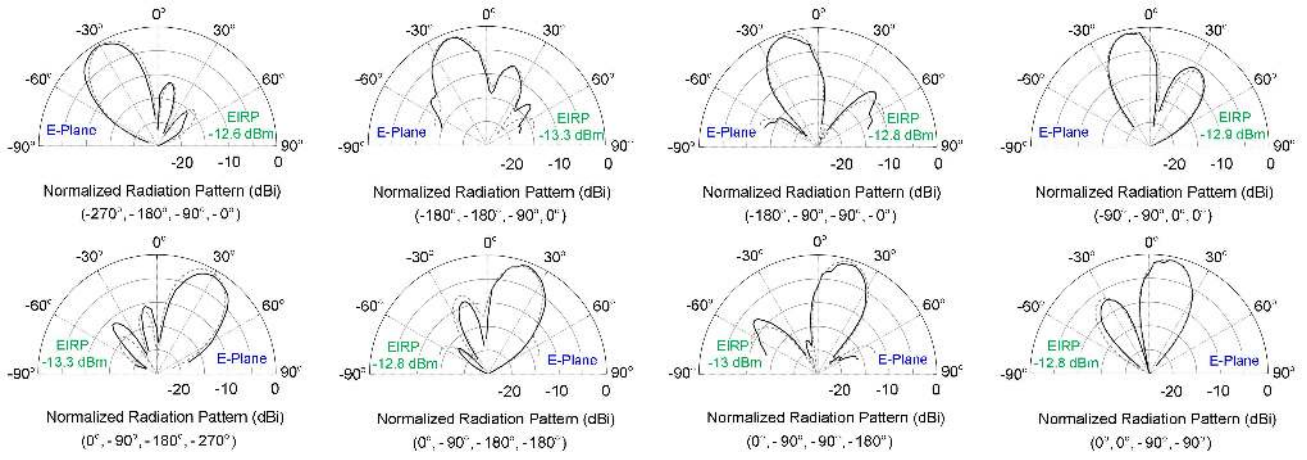 0° 0° 0° 0°
-30° 30° -30° 30° -30° 30° -30° 30°
-60° 60° -60° 60° -60° 60° -60° 60°
E-Plane EIRP -12.6 dBm E-Plane EIRP -13.3 dBm E-Plane EIRP -12.8 dBm E-Plane EIRP -12.9 dBm
-90° 90° -90° 90° -90° 90° -90° 90°
-20 -10 0 -20 -10 0 -20 -10 0 -20 -10 0
Normalized Radiation Pattern (dBi) Normalized Radiation Pattern (dBi) Normalized Radiation Pattern (dBi) Normalized Radiation Pattern (dBi)
(-270°, -180°, -90°, -0°) (-180°, -180°, -90°, 0°) (-180°, -90°, -90°, -0°) (-90°, -90°, 0°, 0°)
0° 0° 0° 0°
-30° 30° -30° 30° -30° 30° -30° 30°
-60° 60° -60° 60° -60° 60° -60° 60°
EIRP -13.3 dBm E-Plane EIRP -12.8 dBm E-Plane EIRP -13 dBm E-Plane EIRP -12.8 dBm E-Plane
-90° 90° -90° 90° -90° 90° -90° 90°
-20 -10 0 -20 -10 0 -20 -10 0 -20 -10 0
Normalized Radiation Pattern (dBi) Normalized Radiation Pattern (dBi) Normalized Radiation Pattern (dBi) Normalized Radiation Pattern (dBi)
(0°, -90°, -180°, -270°) (0°, -90°, -180°, -180°) (0°, -90°, -90°, -180°) (0°, 0°, -90°, -90°)